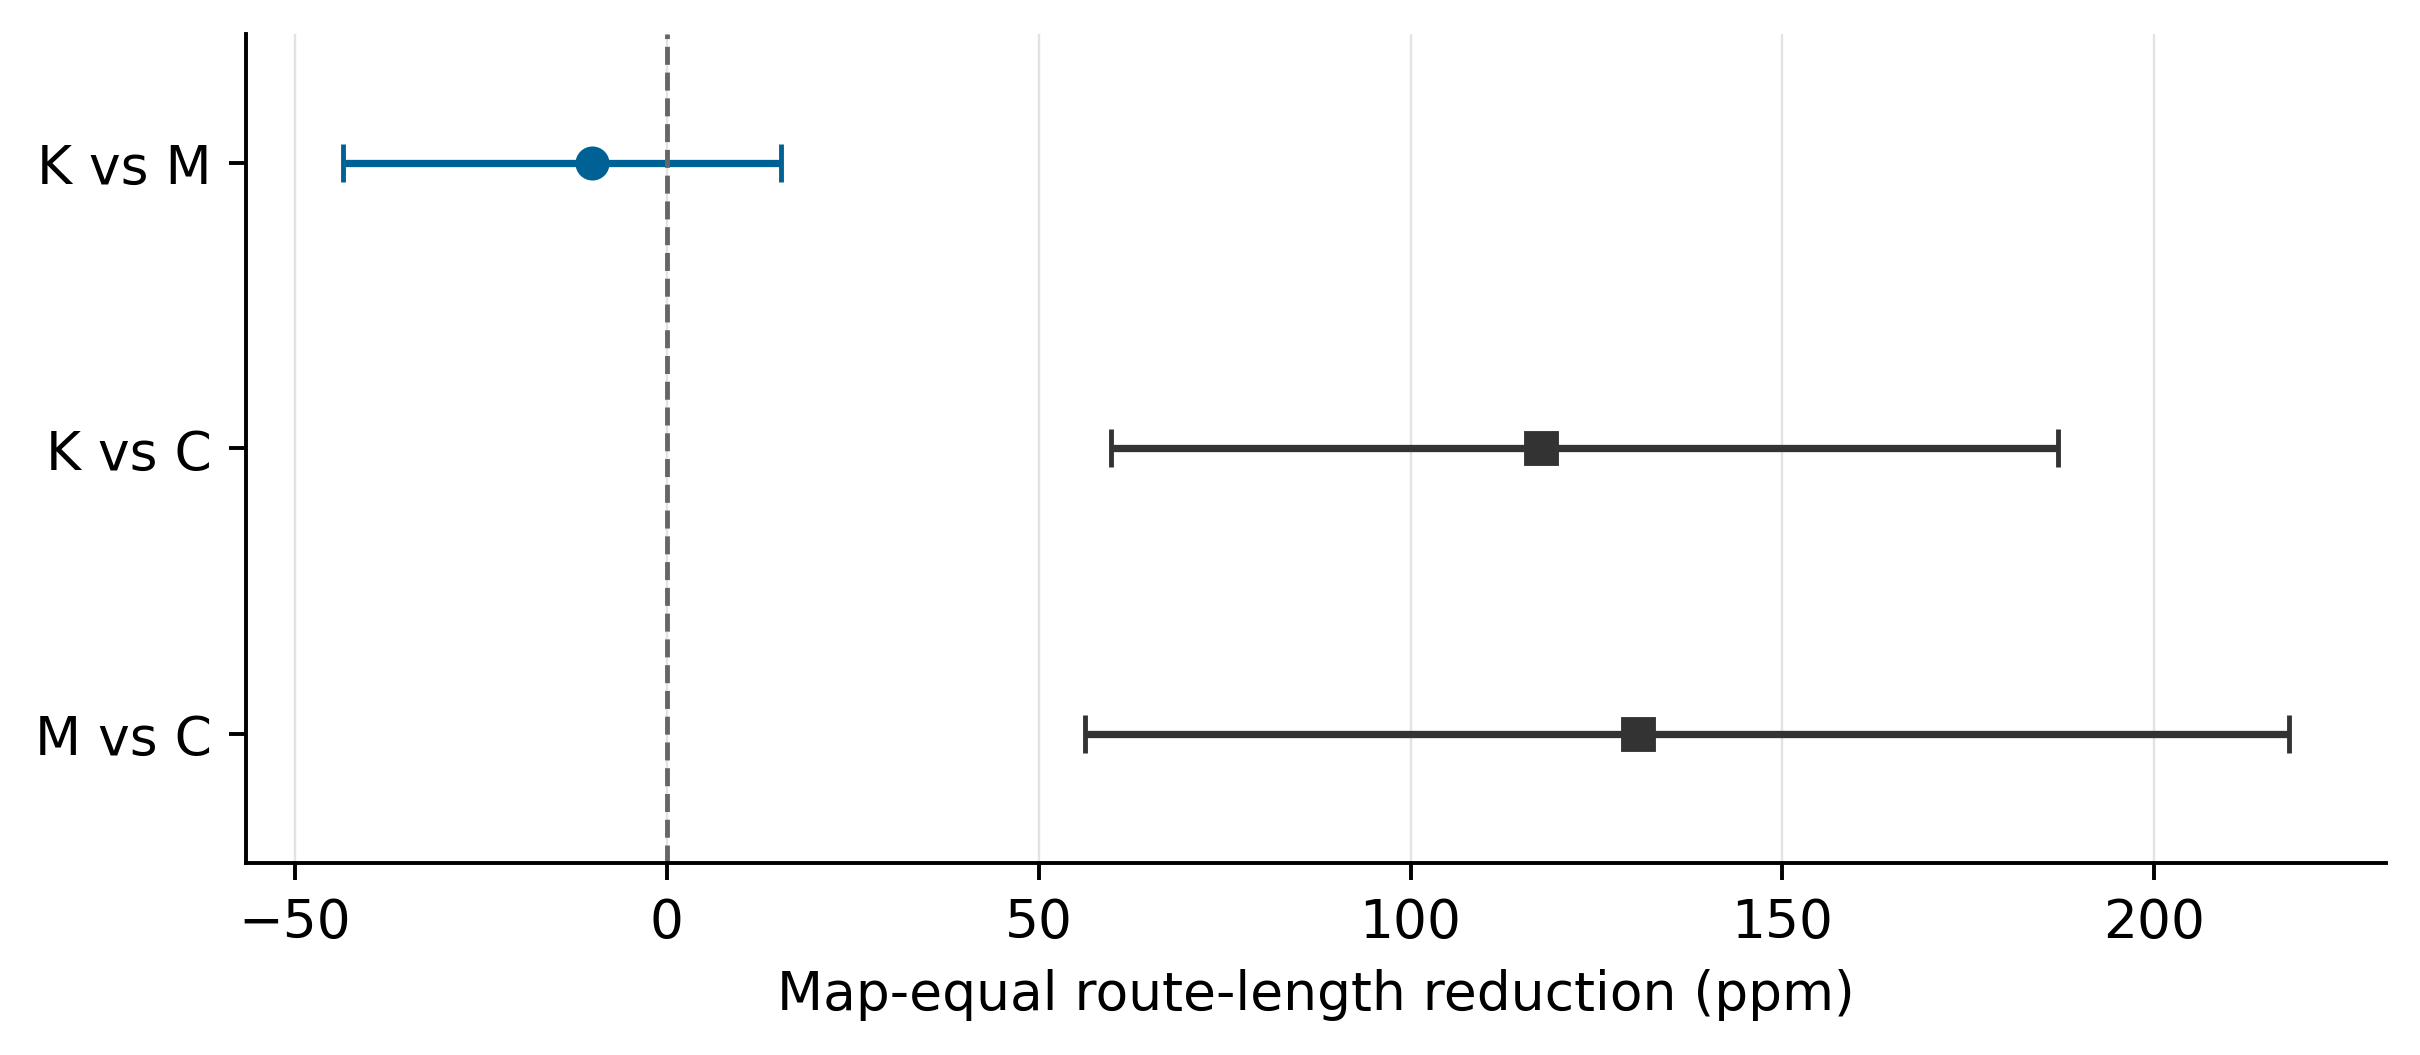 K vs M
K vs C
M vs C
−50 0 50 100 150 200
Map-equal route-length reduction (ppm)